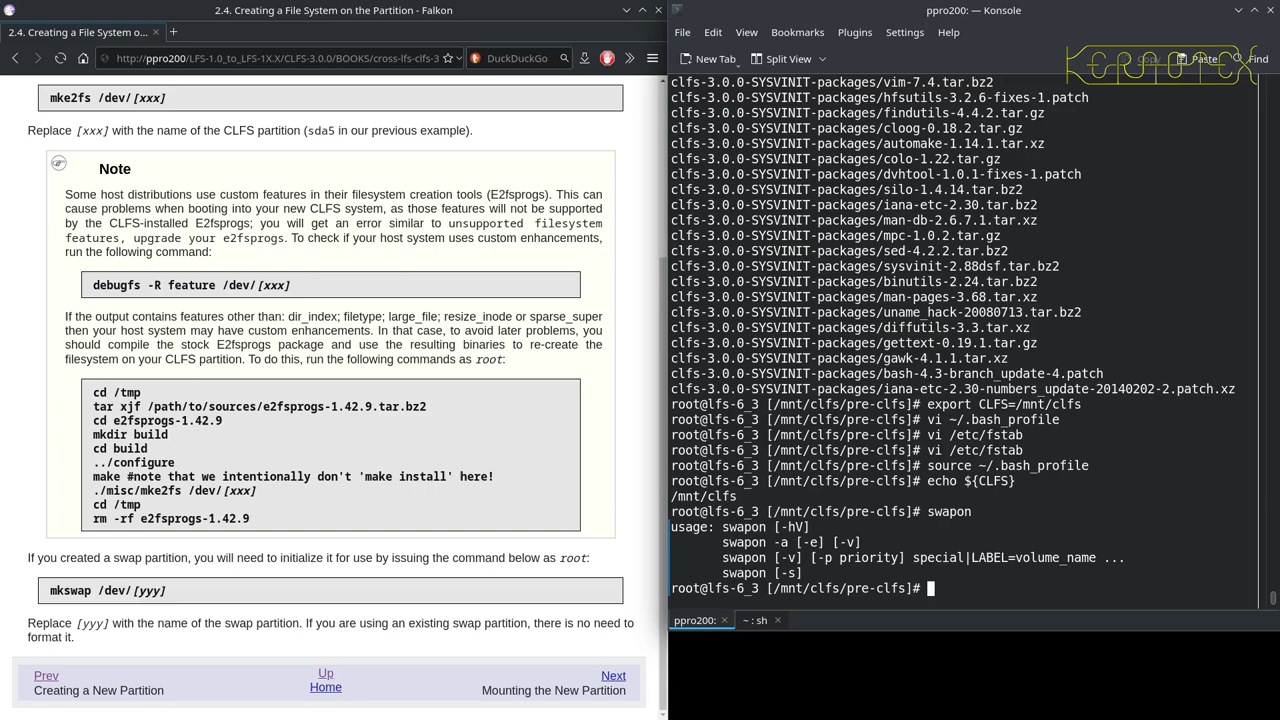 2.4. Creating a File System on the Partition - Falkon
2.4. Creating a File System o...
http://ppro200/LFS-1.0_to_LFS-1X.X/CLFS/CLFS-3.0.0/BOOKS/cross-lfs-clfs-3
DuckDuckGo
mke2fs /dev/[xxx]
Replace [xxx] with the name of the CLFS partition (sda5 in our previous example).
Note
Some host distributions use custom features in their filesystem creation tools (E2fsprogs). This can
cause problems when booting into your new CLFS system, as those features will not be supported
by the CLFS-installed E2fsprogs; you will get an error similar to unsupported filesystem
features, upgrade your e2fsprogs. To check if your host system uses custom enhancements,
run the following command:
debugfs -R feature /dev/[xxx]
If the output contains features other than: dir_index; filetype; large_file; resize_inode or sparse_super
then your host system may have custom enhancements. In that case, to avoid later problems, you
should compile the stock E2fsprogs package and use the resulting binaries to re-create the
filesystem on your CLFS partition. To do this, run the following commands as root:
cd /tmp
tar xjf /path/to/sources/e2fsprogs-1.42.9.tar.bz2
cd e2fsprogs-1.42.9
mkdir build
cd build
../configure
make #note that we intentionally don't 'make install' here!
./misc/mke2fs /dev/[xxx]
cd /tmp
rm -rf e2fsprogs-1.42.9
If you created a swap partition, you will need to initialize it for use by issuing the command below as root:
mkswap /dev/[yyy]
Replace [yyy] with the name of the swap partition. If you are using an existing swap partition, there is no need to
format it.
Prev Up Next
Creating a New Partition Home Mounting the New Partition
ppro200: — Konsole
File Edit View Bookmarks Plugins Settings Help
New Tab Split View Copy Paste Find
clfs-3.0.0-SYSVINIT-packages/vim-7.4.tar.bz2
clfs-3.0.0-SYSVINIT-packages/hfsutils-3.2.6-fixes-1.patch
clfs-3.0.0-SYSVINIT-packages/findutils-4.4.2.tar.gz
clfs-3.0.0-SYSVINIT-packages/cloog-0.18.2.tar.gz
clfs-3.0.0-SYSVINIT-packages/automake-1.14.1.tar.xz
clfs-3.0.0-SYSVINIT-packages/colo-1.22.tar.gz
clfs-3.0.0-SYSVINIT-packages/dvhtool-1.0.1-fixes-1.patch
clfs-3.0.0-SYSVINIT-packages/silo-1.4.14.tar.bz2
clfs-3.0.0-SYSVINIT-packages/iana-etc-2.30.tar.bz2
clfs-3.0.0-SYSVINIT-packages/man-db-2.6.7.1.tar.xz
clfs-3.0.0-SYSVINIT-packages/mpc-1.0.2.tar.gz
clfs-3.0.0-SYSVINIT-packages/sed-4.2.2.tar.bz2
clfs-3.0.0-SYSVINIT-packages/sysvinit-2.88dsf.tar.bz2
clfs-3.0.0-SYSVINIT-packages/binutils-2.24.tar.bz2
clfs-3.0.0-SYSVINIT-packages/man-pages-3.68.tar.xz
clfs-3.0.0-SYSVINIT-packages/uname_hack-20080713.tar.bz2
clfs-3.0.0-SYSVINIT-packages/diffutils-3.3.tar.xz
clfs-3.0.0-SYSVINIT-packages/gettext-0.19.1.tar.gz
clfs-3.0.0-SYSVINIT-packages/gawk-4.1.1.tar.xz
clfs-3.0.0-SYSVINIT-packages/bash-4.3-branch_update-4.patch
clfs-3.0.0-SYSVINIT-packages/iana-etc-2.30-numbers_update-20140202-2.patch.xz
root@lfs-6_3 [/mnt/clfs/pre-clfs]# export CLFS=/mnt/clfs
root@lfs-6_3 [/mnt/clfs/pre-clfs]# vi ~/.bash_profile
root@lfs-6_3 [/mnt/clfs/pre-clfs]# vi /etc/fstab
root@lfs-6_3 [/mnt/clfs/pre-clfs]# vi /etc/fstab
root@lfs-6_3 [/mnt/clfs/pre-clfs]# source ~/.bash_profile
root@lfs-6_3 [/mnt/clfs/pre-clfs]# echo ${CLFS}
/mnt/clfs
root@lfs-6_3 [/mnt/clfs/pre-clfs]# swapon
usage: swapon [-hV]
swapon -a [-e] [-v]
swapon [-v] [-p priority] special|LABEL=volume_name ...
swapon [-s]
root@lfs-6_3 [/mnt/clfs/pre-clfs]#
ppro200: ~ : sh